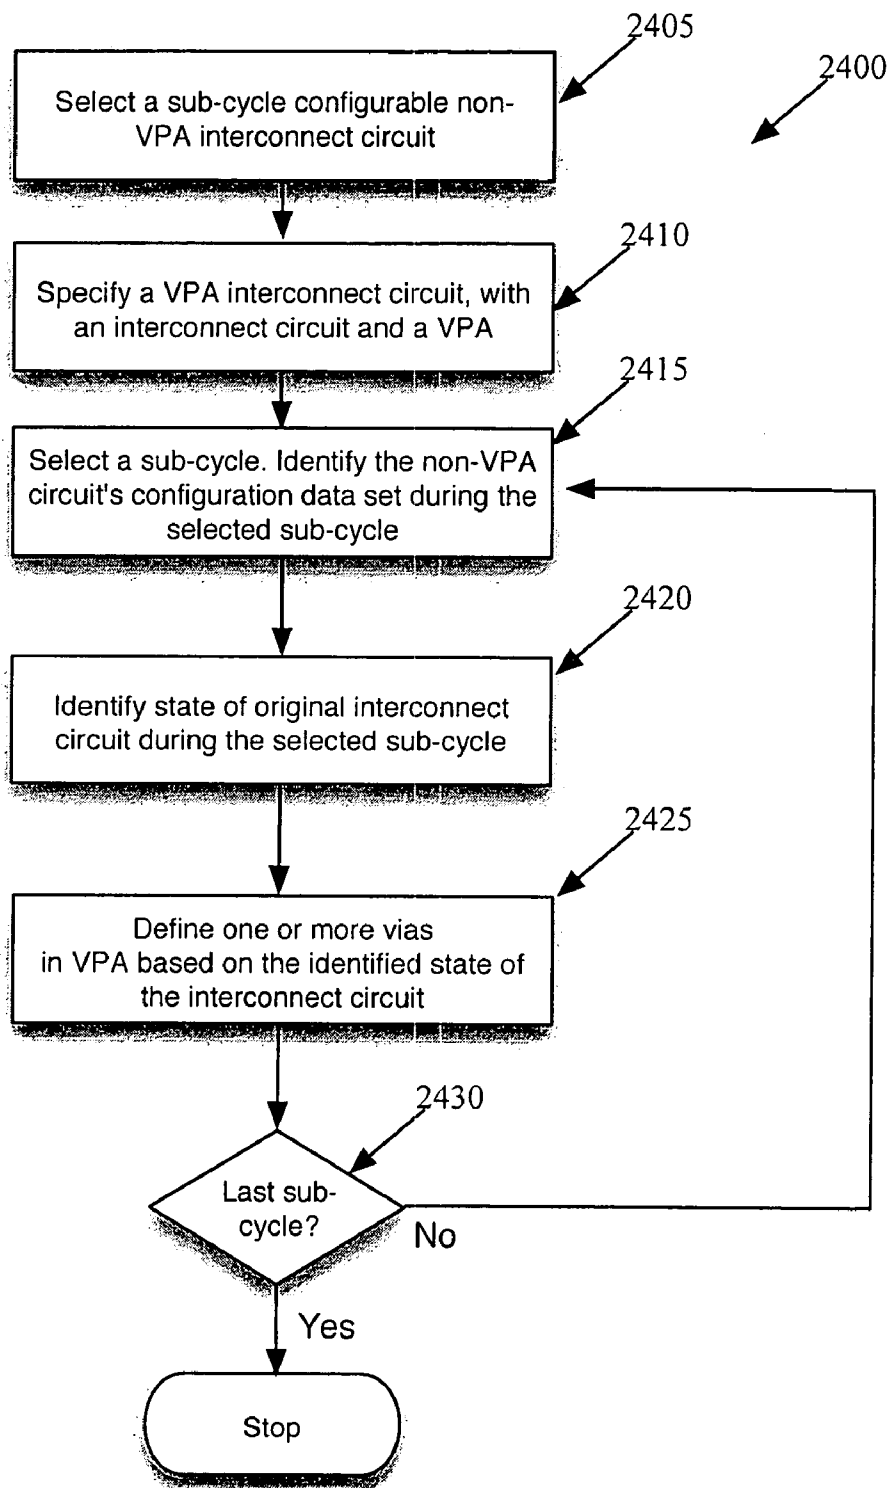 2405
2400
Select a sub-cycle configurable non-
VPA interconnect circuit
2410
Specify a VPA interconnect circuit, with
an interconnect circuit and a VPA
2415
Select a sub-cycle. Identify the non-VPA
circuit's configuration data set during the
selected sub-cycle
2420
Identify state of original interconnect
circuit during the selected sub-cycle
2425
Define one or more vias
in VPA based on the identified state of
the interconnect circuit
2430
Last sub-
cycle?
No
Yes
Stop